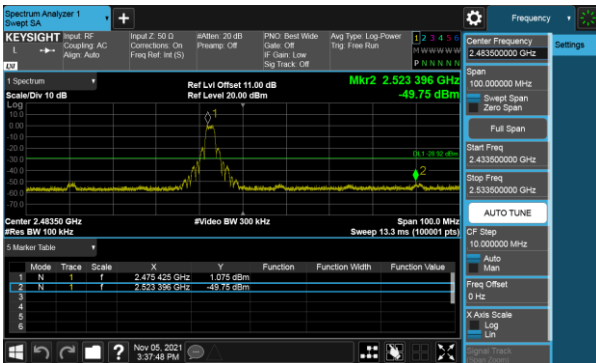 Spectrum Analyzer 1
Swept SA
+
Frequency
Settings
KEYSIGHT
L
Input: RF
Coupling: AC
Align: Auto
Input Z: 50 Ω
Corrections: On
Freq Ref: Int (S)
#Atten: 20 dB
Preamp: Off
PNO: Best Wide
Gate: Off
IF Gain: Low
Sig Track: Off
Avg Type: Log-Power
Trig: Free Run
1 2 3 4 5 6
M W W W W W
P N N N N N
1 Spectrum
Scale/Div 10 dB
Log
Ref Lvl Offset 11.00 dB
Ref Level 20.00 dBm
Mkr2 2.523 396 GHz
-49.75 dBm
10.0
0.00
-10.0
-20.0
-30.0
-40.0
-50.0
-60.0
-70.0
1
2
DL1 -28.92 dBm
Center 2.48350 GHz
#Res BW 100 kHz
#Video BW 300 kHz
Span 100.0 MHz
Sweep 13.3 ms (100001 pts)
5 Marker Table
Mode Trace Scale X Y Function Function Width Function Value
1 N 1 f 2.475 425 GHz 1.075 dBm
2 N 1 f 2.523 396 GHz -49.75 dBm
3
4
5
6
Center Frequency
2.483500000 GHz
Span
100.000000 MHz
Swept Span
Zero Span
Full Span
Start Freq
2.433500000 GHz
Stop Freq
2.533500000 GHz
AUTO TUNE
CF Step
10.000000 MHz
Auto
Man
Freq Offset
0 Hz
X Axis Scale
Log
Lin
Signal Track
(Span Zoom)
?
Nov 05, 2021
3:37:48 PM